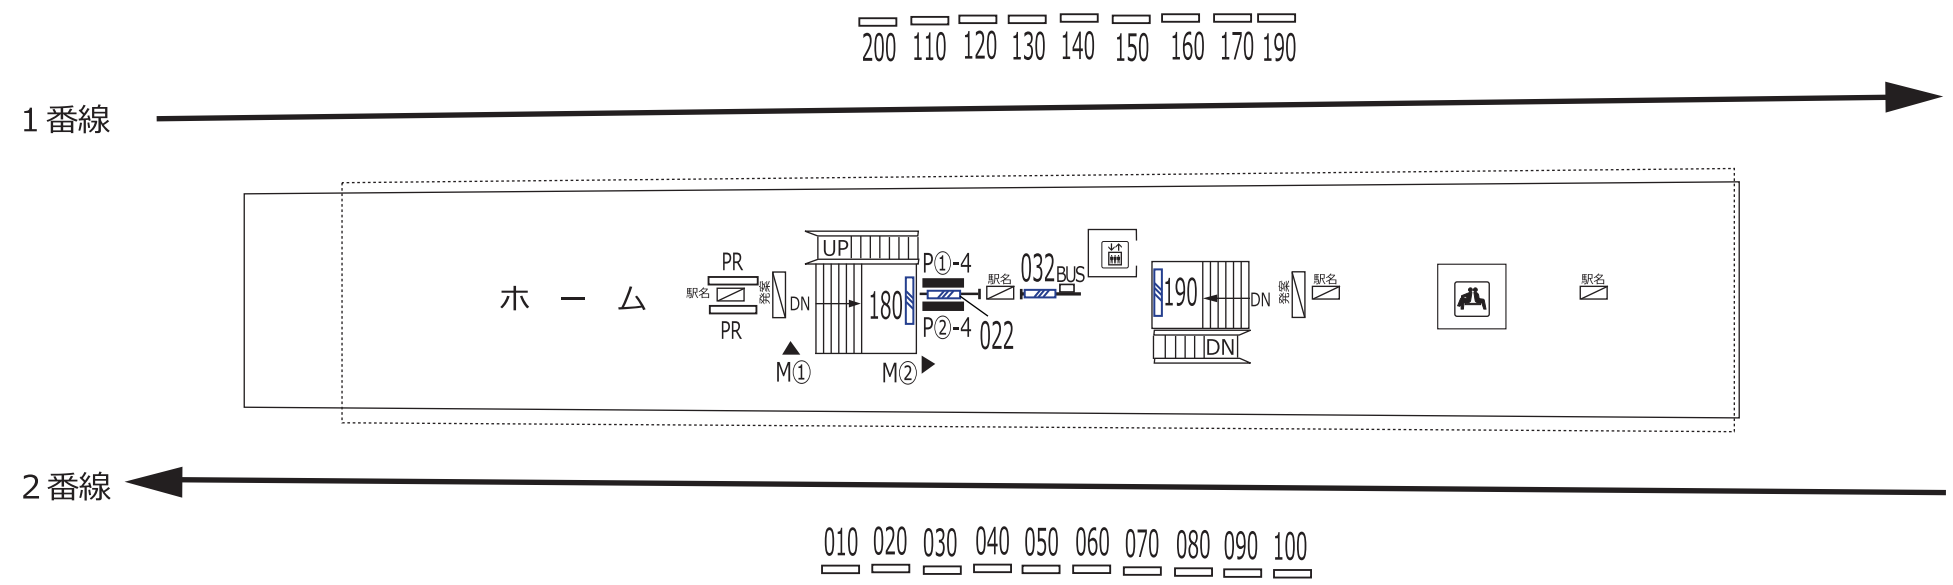 200 110 120 130 140 150 160 170 190
1 番線
UP
PR
P①-4
032 BUS
駅名
発案 DN 180
駅名
190 DN
発案
駅名
駅名
ホーム
PR
P②-4
022
DN
M① M②
2 番線
010 020 030 040 050 060 070 080 090 100